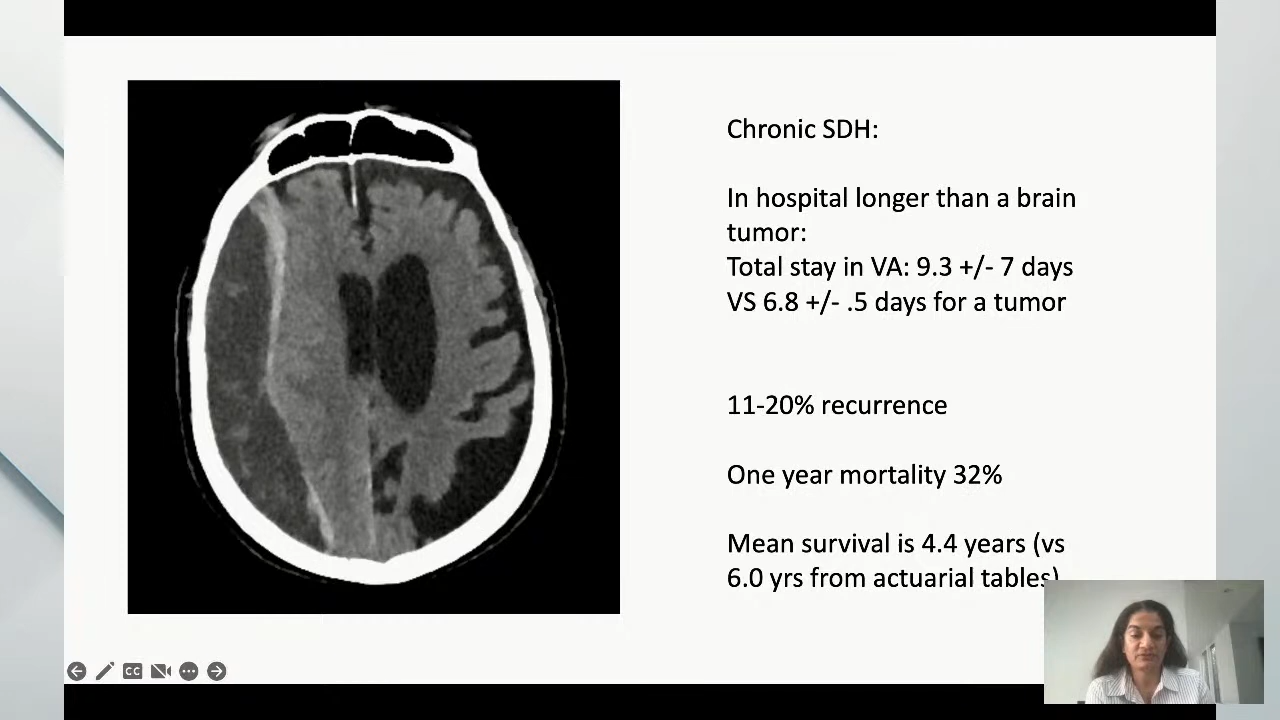 Chronic SDH:
In hospital longer than a brain
tumor:
Total stay in VA: 9.3 +/- 7 days
VS 6.8 +/- .5 days for a tumor
11-20% recurrence
One year mortality 32%
Mean survival is 4.4 years (vs
6.0 yrs from actuarial tables)
CC